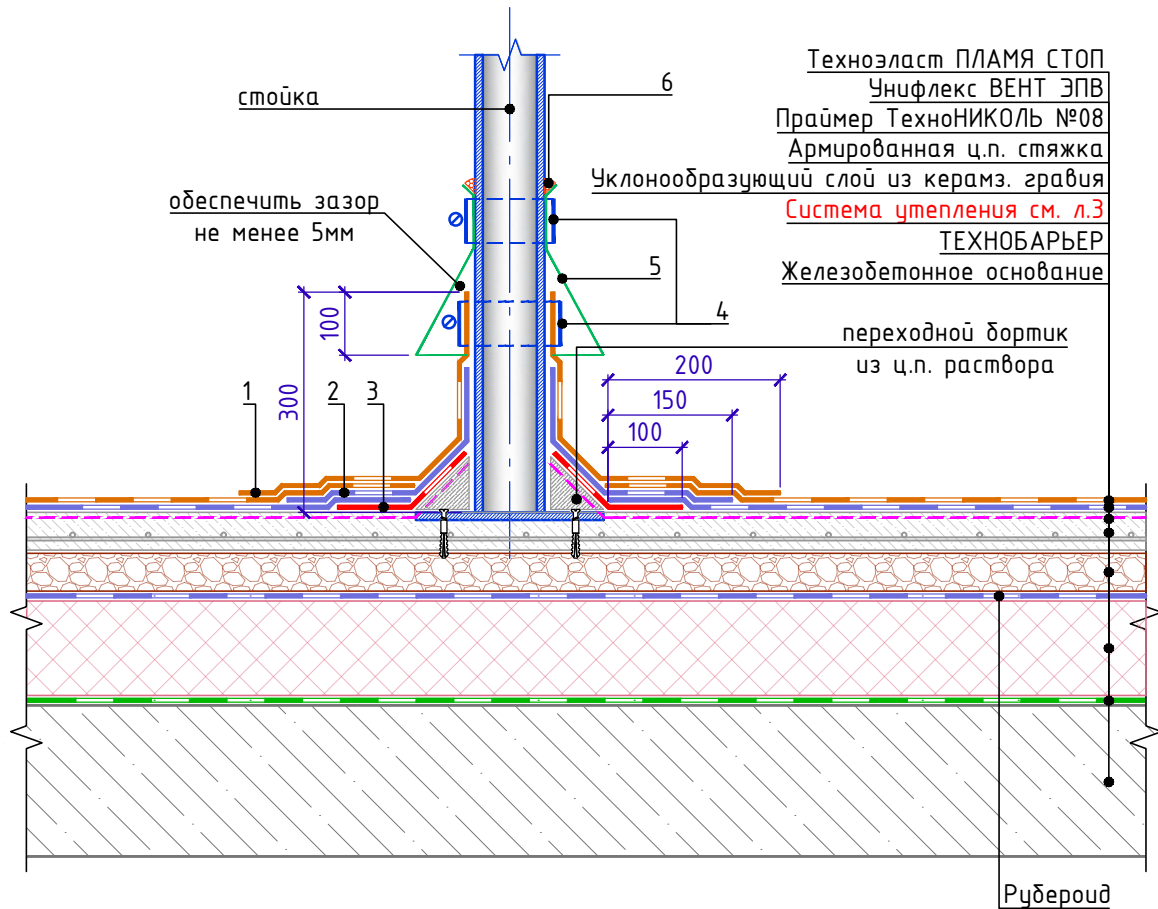 Техноэласт ПЛАМЯ СТОП
Унифлекс ВЕНТ ЭПВ
Праймер ТехноНИКОЛЬ №08
Армированная ц.п. стяжка
Уклонообразующий слой из керамз. гравия
Система утепления см. л.3
ТЕХНОБАРЬЕР
Железобетонное основание
стойка
6
обеспечить зазор
не менее 5мм
5
4
переходной бортик
из ц.п. раствора
100
300
200
150
100
1
2
3
Рубероид